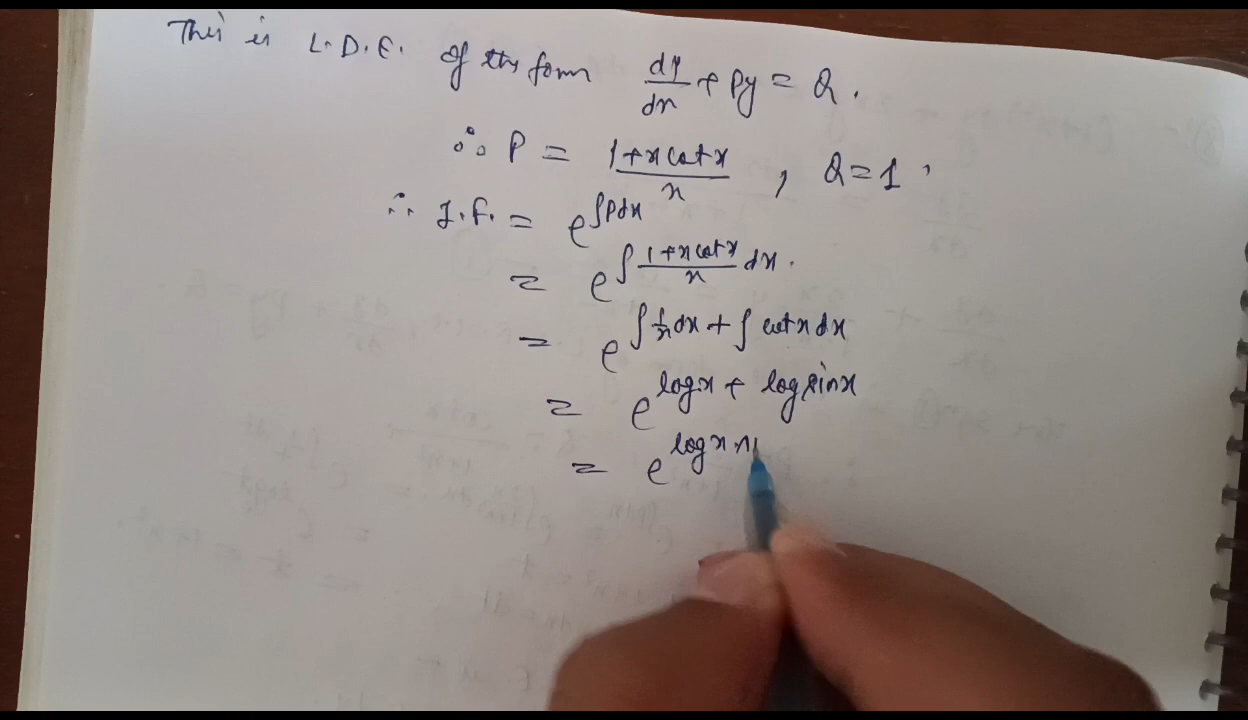 This is L.D.E. of the form dy/dx + Py = Q.
∴ P = (1+x cot x)/x , Q=1,
∴ I.F. = e^{∫Pdx}
= e^{∫ (1+x cot x)/x dx}.
= e^{∫ 1/x dx + ∫ cot x dx}
= e^{log x + log sin x}
= e^{log x.